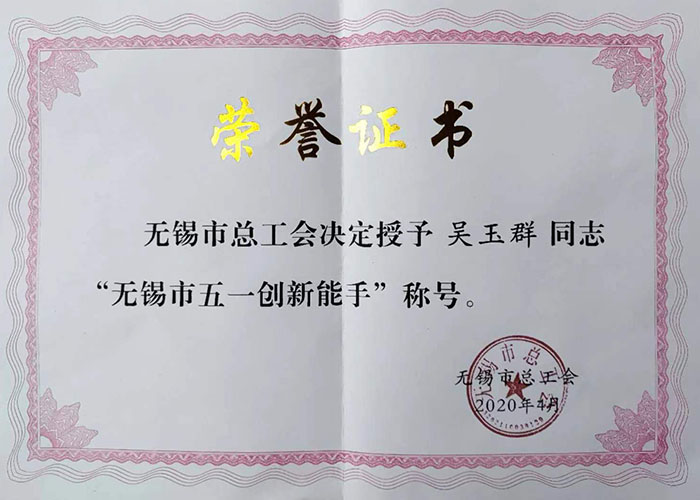 荣誉证书
无锡市总工会决定授予 吴玉群 同志
“无锡市五一创新能手”称号。
无锡市总工会
2020年4月